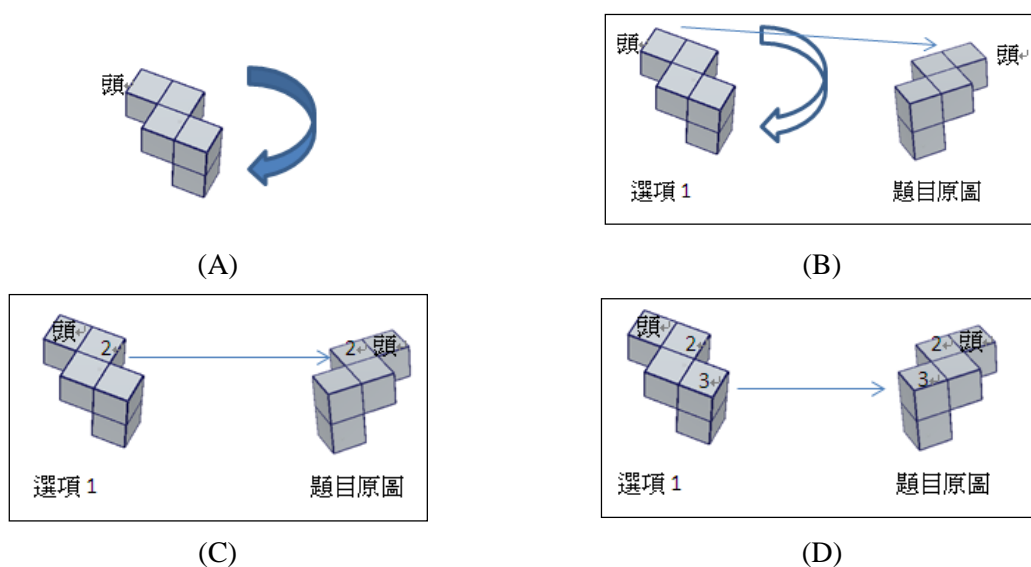 頭
(A)
頭 頭
選項 1 題目原圖
(B)
頭 2 2 頭
選項 1 題目原圖
(C)
頭 2 3 2 頭 3
選項 1 題目原圖
(D)